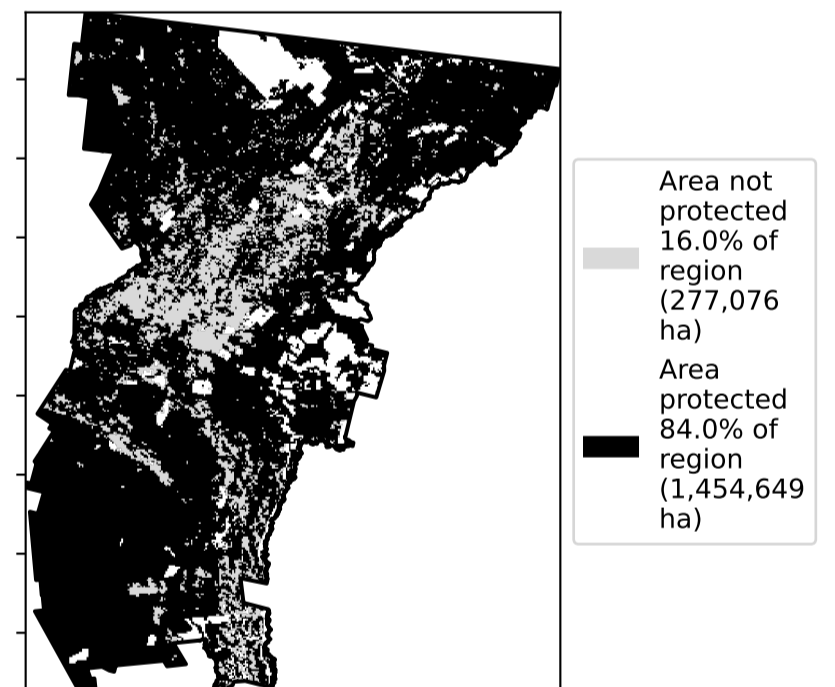 Area not
protected
16.0% of
region
(277,076
ha)
Area
protected
84.0% of
region
(1,454,649
ha)